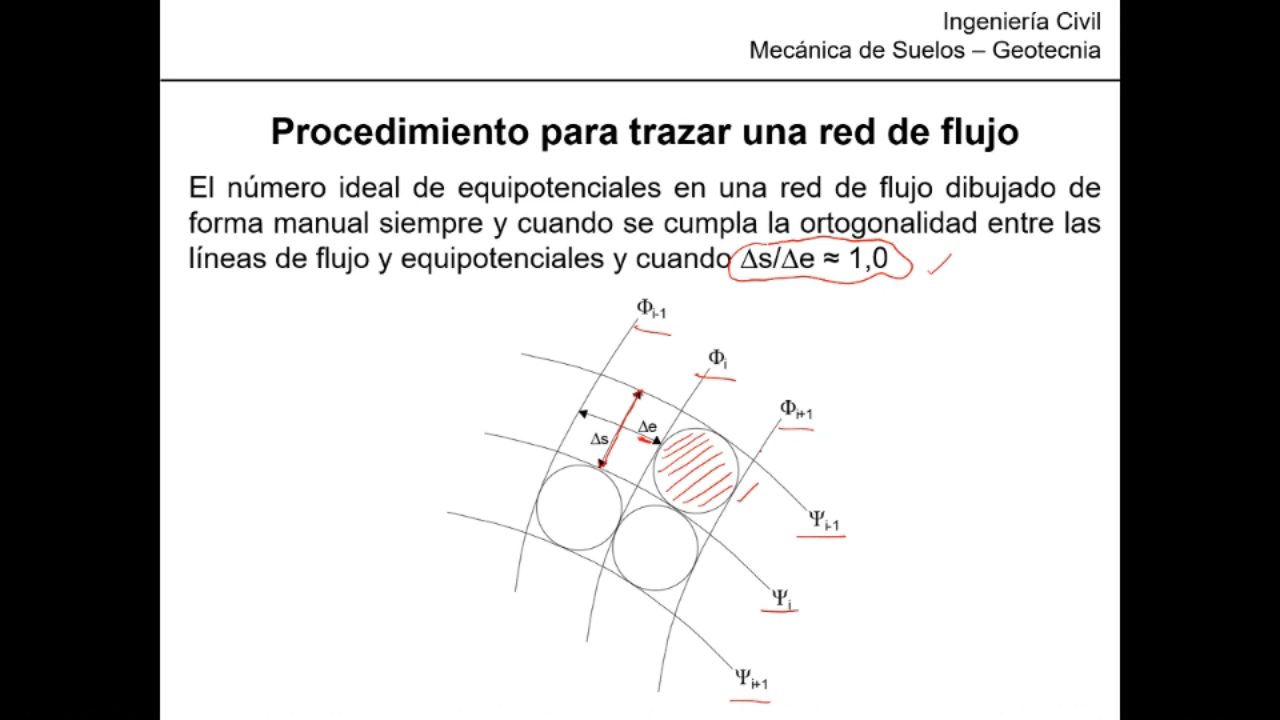 Ingeniería Civil
Mecánica de Suelos – Geotecnia
Procedimiento para trazar una red de flujo
El número ideal de equipotenciales en una red de flujo dibujado de
forma manual siempre y cuando se cumpla la ortogonalidad entre las
líneas de flujo y equipotenciales y cuando Δs/Δe ≈ 1,0
Φi-1
Φi
Φi+1
Δe
Δs
Ψi-1
Ψi
Ψi+1